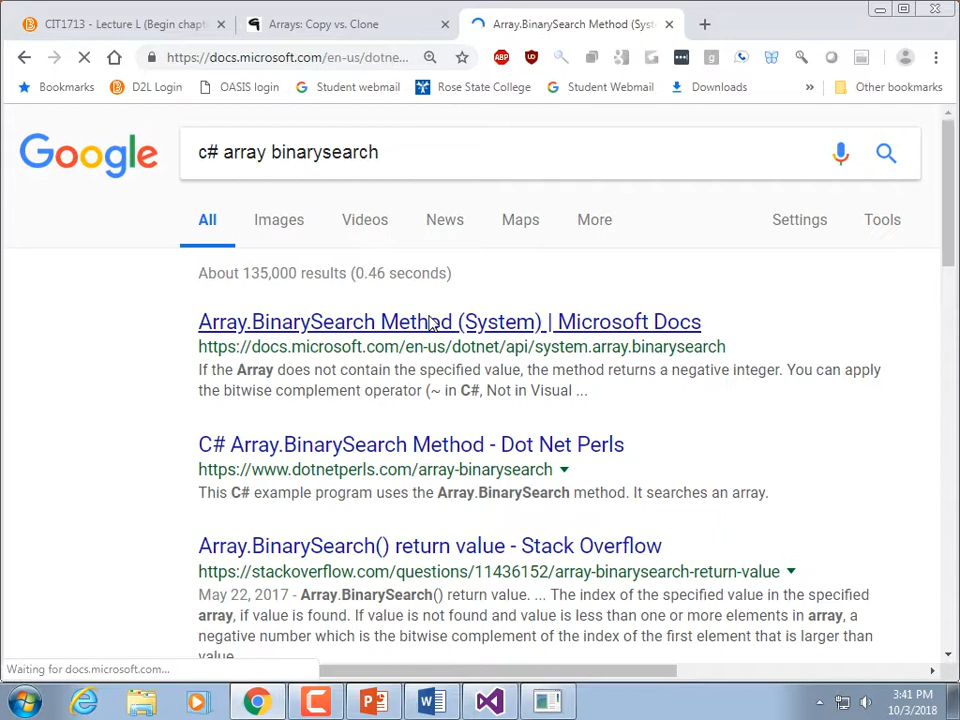 CIT1713 - Lecture L (Begin chapt
Arrays: Copy vs. Clone
Array.BinarySearch Method (Syst
https://docs.microsoft.com/en-us/dotne...
ABP
Bookmarks
D2L Login
OASIS login
Student webmail
Rose State College
Student Webmail
Downloads
»
Other bookmarks
Google
c# array binarysearch
All
Images
Videos
News
Maps
More
Settings
Tools
About 135,000 results (0.46 seconds)
Array.BinarySearch Method (System) | Microsoft Docs
https://docs.microsoft.com/en-us/dotnet/api/system.array.binarysearch
If the Array does not contain the specified value, the method returns a negative integer. You can apply
the bitwise complement operator (~ in C#, Not in Visual ...
C# Array.BinarySearch Method - Dot Net Perls
https://www.dotnetperls.com/array-binarysearch
This C# example program uses the Array.BinarySearch method. It searches an array.
Array.BinarySearch() return value - Stack Overflow
https://stackoverflow.com/questions/11436152/array-binarysearch-return-value
May 22, 2017 - Array.BinarySearch() return value. ... The index of the specified value in the specified
array, if value is found. If value is not found and value is less than one or more elements in array, a
negative number which is the bitwise complement of the index of the first element that is larger than
value.
Waiting for docs.microsoft.com...
3:41 PM
10/3/2018